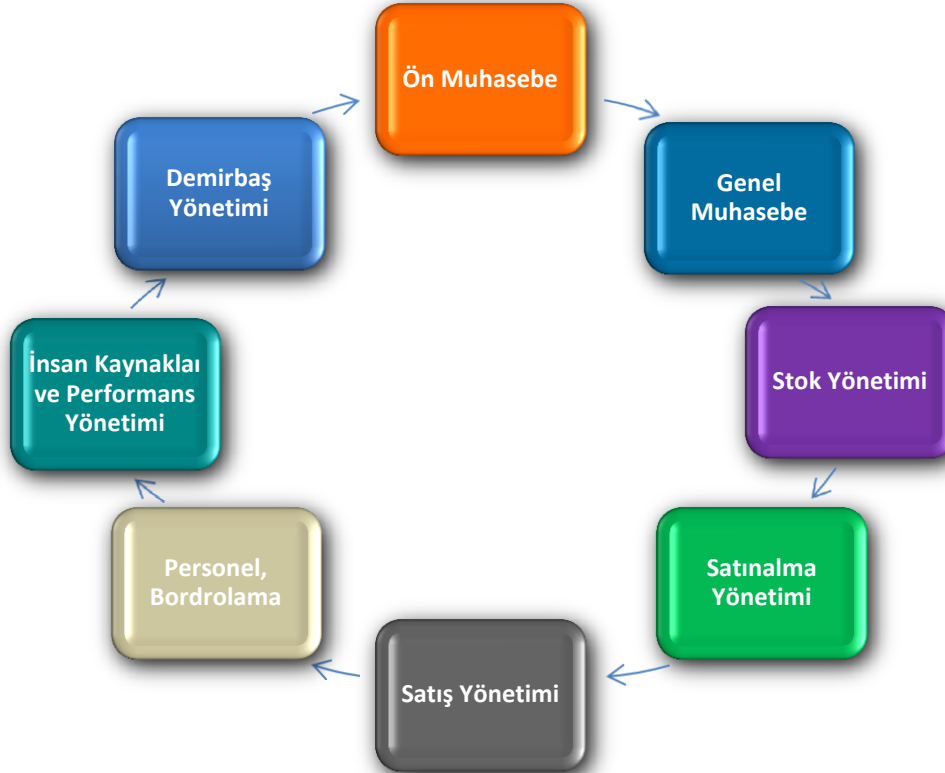 Ön Muhasebe
Genel
Muhasebe
Stok Yönetimi
Satınalma
Yönetimi
Satış Yönetimi
Personel,
Bordrolama
İnsan Kaynaklaı
ve Performans
Yönetimi
Demirbaş
Yönetimi